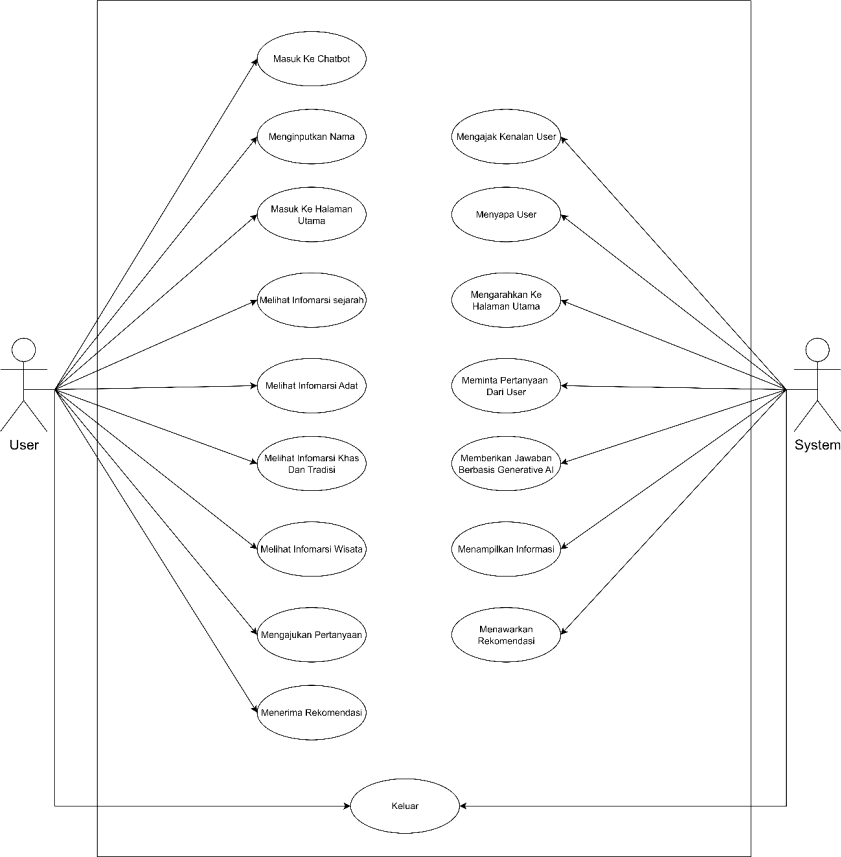 Masuk Ke Chatbot
Menginputkan Nama
Mengajak Kenalan User
Masuk Ke Halaman
Utama
Menyapa User
Melihat Infomarsi sejarah
Mengarahkan Ke
Halaman Utama
Melihat Infomarsi Adat
Meminta Pertanyaan
Dari User
User
System
Melihat Infomarsi Khas
Dan Tradisi
Memberikan Jawaban
Berbasis Generative AI
Melihat Infomarsi Wisata
Menampilkan Informasi
Mengajukan Pertanyaan
Menawarkan
Rekomendasi
Menerima Rekomendasi
Keluar